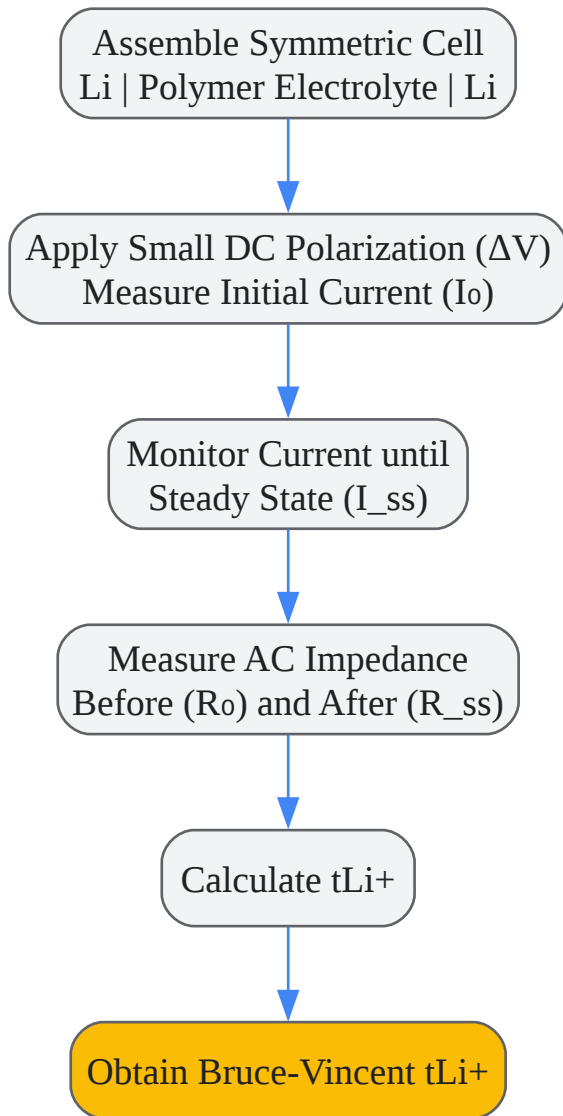 Assemble Symmetric Cell
Li | Polymer Electrolyte | Li
Apply Small DC Polarization (ΔV)
Measure Initial Current (I₀)
Monitor Current until
Steady State (I_ss)
Measure AC Impedance
Before (R₀) and After (R_ss)
Calculate tLi+
Obtain Bruce-Vincent tLi+